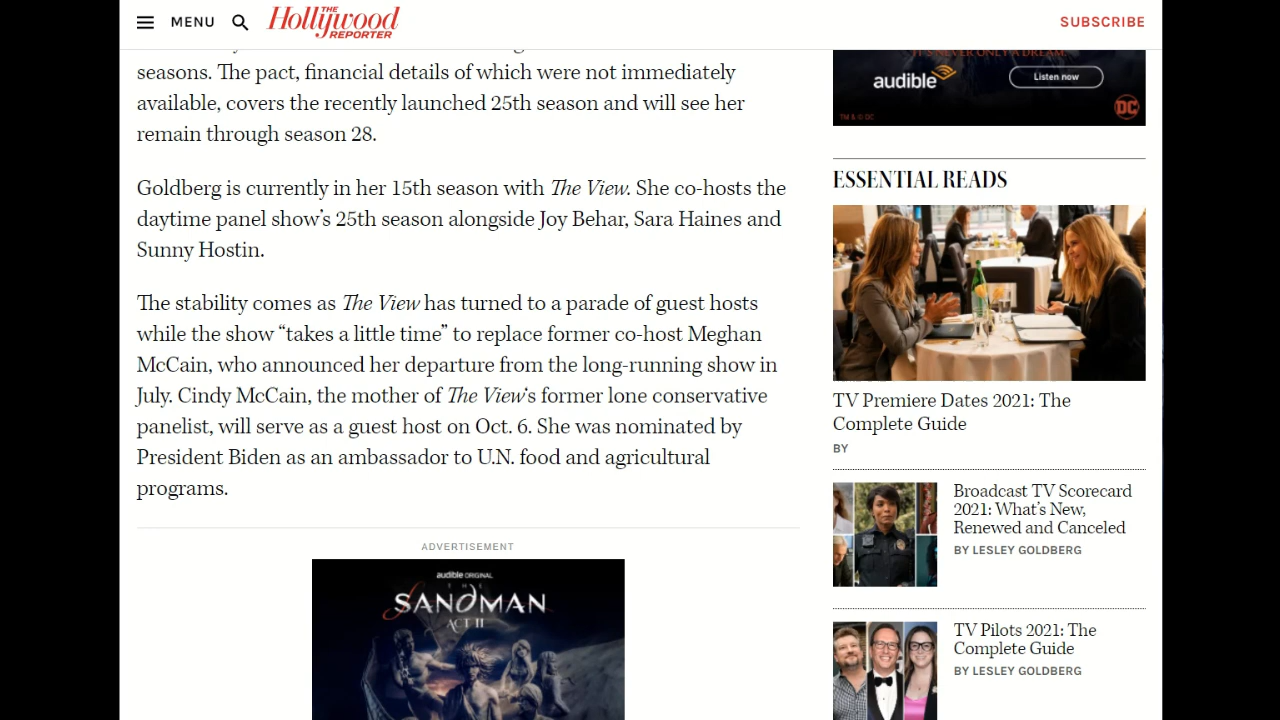 MENU
THE
Hollywood
REPORTER
SUBSCRIBE
seasons. The pact, financial details of which were not immediately
available, covers the recently launched 25th season and will see her
remain through season 28.
Goldberg is currently in her 15th season with The View. She co-hosts the
daytime panel show's 25th season alongside Joy Behar, Sara Haines and
Sunny Hostin.
The stability comes as The View has turned to a parade of guest hosts
while the show “takes a little time” to replace former co-host Meghan
McCain, who announced her departure from the long-running show in
July. Cindy McCain, the mother of The View's former lone conservative
panelist, will serve as a guest host on Oct. 6. She was nominated by
President Biden as an ambassador to U.N. food and agricultural
programs.
ADVERTISEMENT
audible ORIGINAL
THE
SANDMAN
ACT II
IT'S NEVER ONLY A DREAM.
audible
Listen now
TM & © DC
DC
ESSENTIAL READS
TV Premiere Dates 2021: The
Complete Guide
BY
Broadcast TV Scorecard
2021: What's New,
Renewed and Canceled
BY LESLEY GOLDBERG
TV Pilots 2021: The
Complete Guide
BY LESLEY GOLDBERG